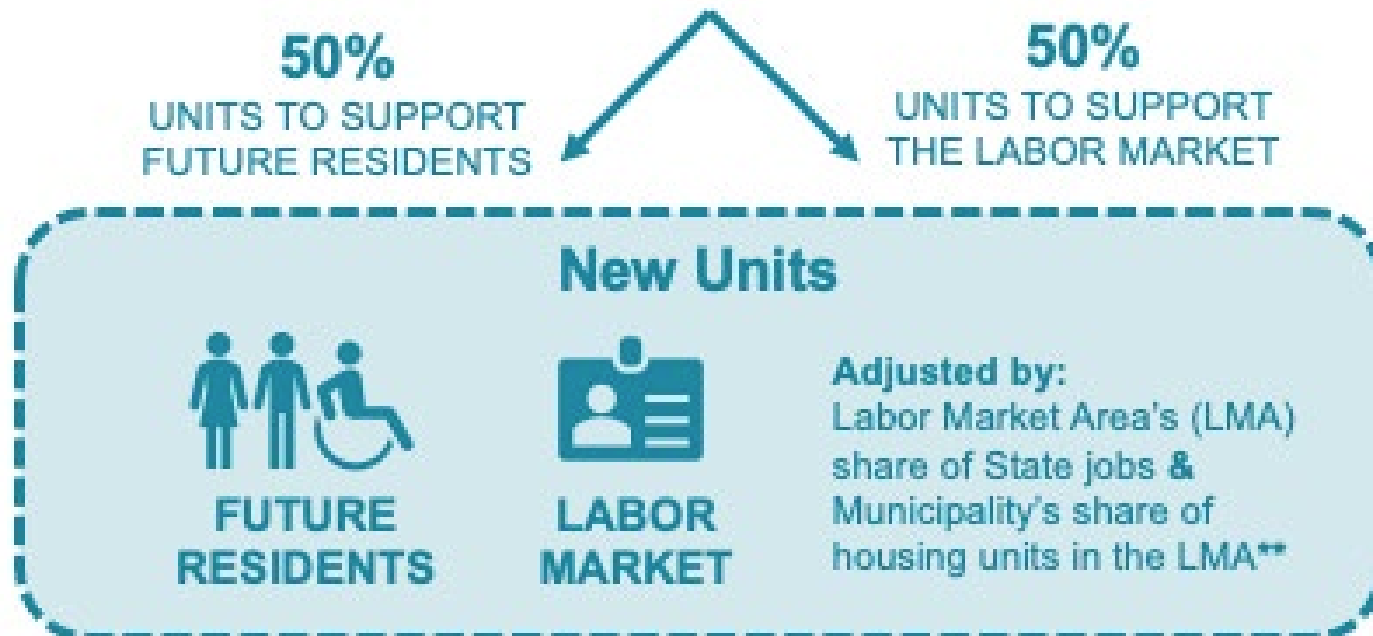 50%
UNITS TO SUPPORT
FUTURE RESIDENTS
50%
UNITS TO SUPPORT
THE LABOR MARKET
New Units
FUTURE
RESIDENTS
LABOR
MARKET
Adjusted by:
Labor Market Area's (LMA)
share of State jobs &
Municipality's share of
housing units in the LMA**